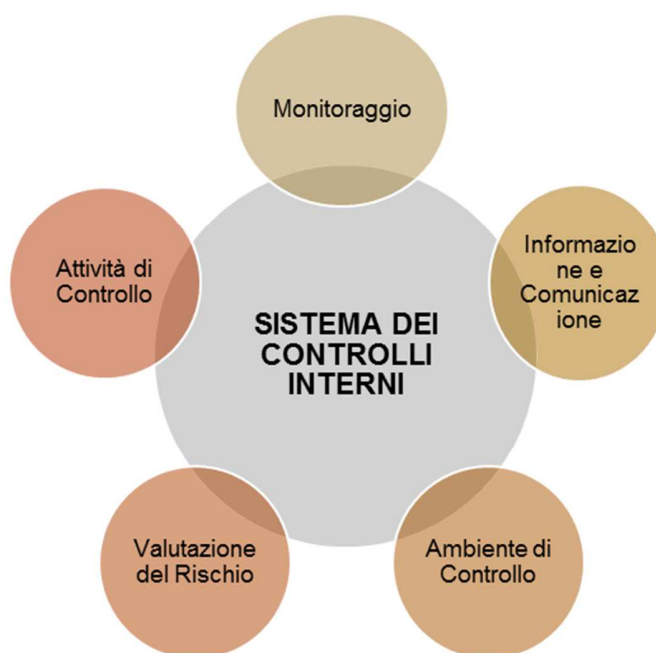 Monitoraggio
Informazio
ne e
Comunicaz
ione
Attività di
Controllo
SISTEMA DEI
CONTROLLI
INTERNI
Valutazione
del Rischio
Ambiente di
Controllo